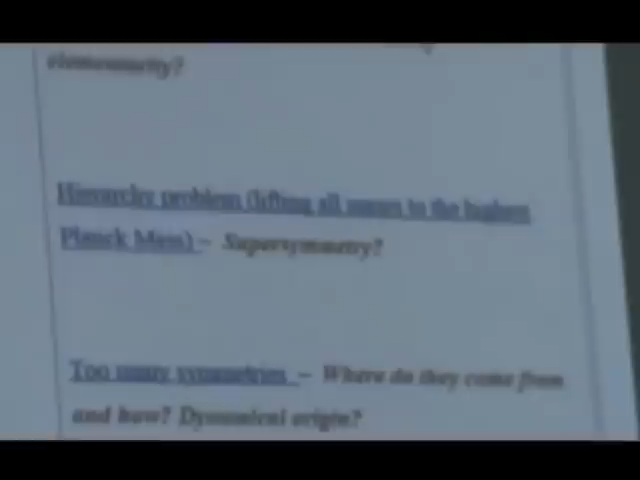 elementarity?
Hierarchy problem (lifting all masses to the highest
Planck Mass) – Supersymmetry?
Too many symmetries – Where do they come from
and how? Dynamical origin?